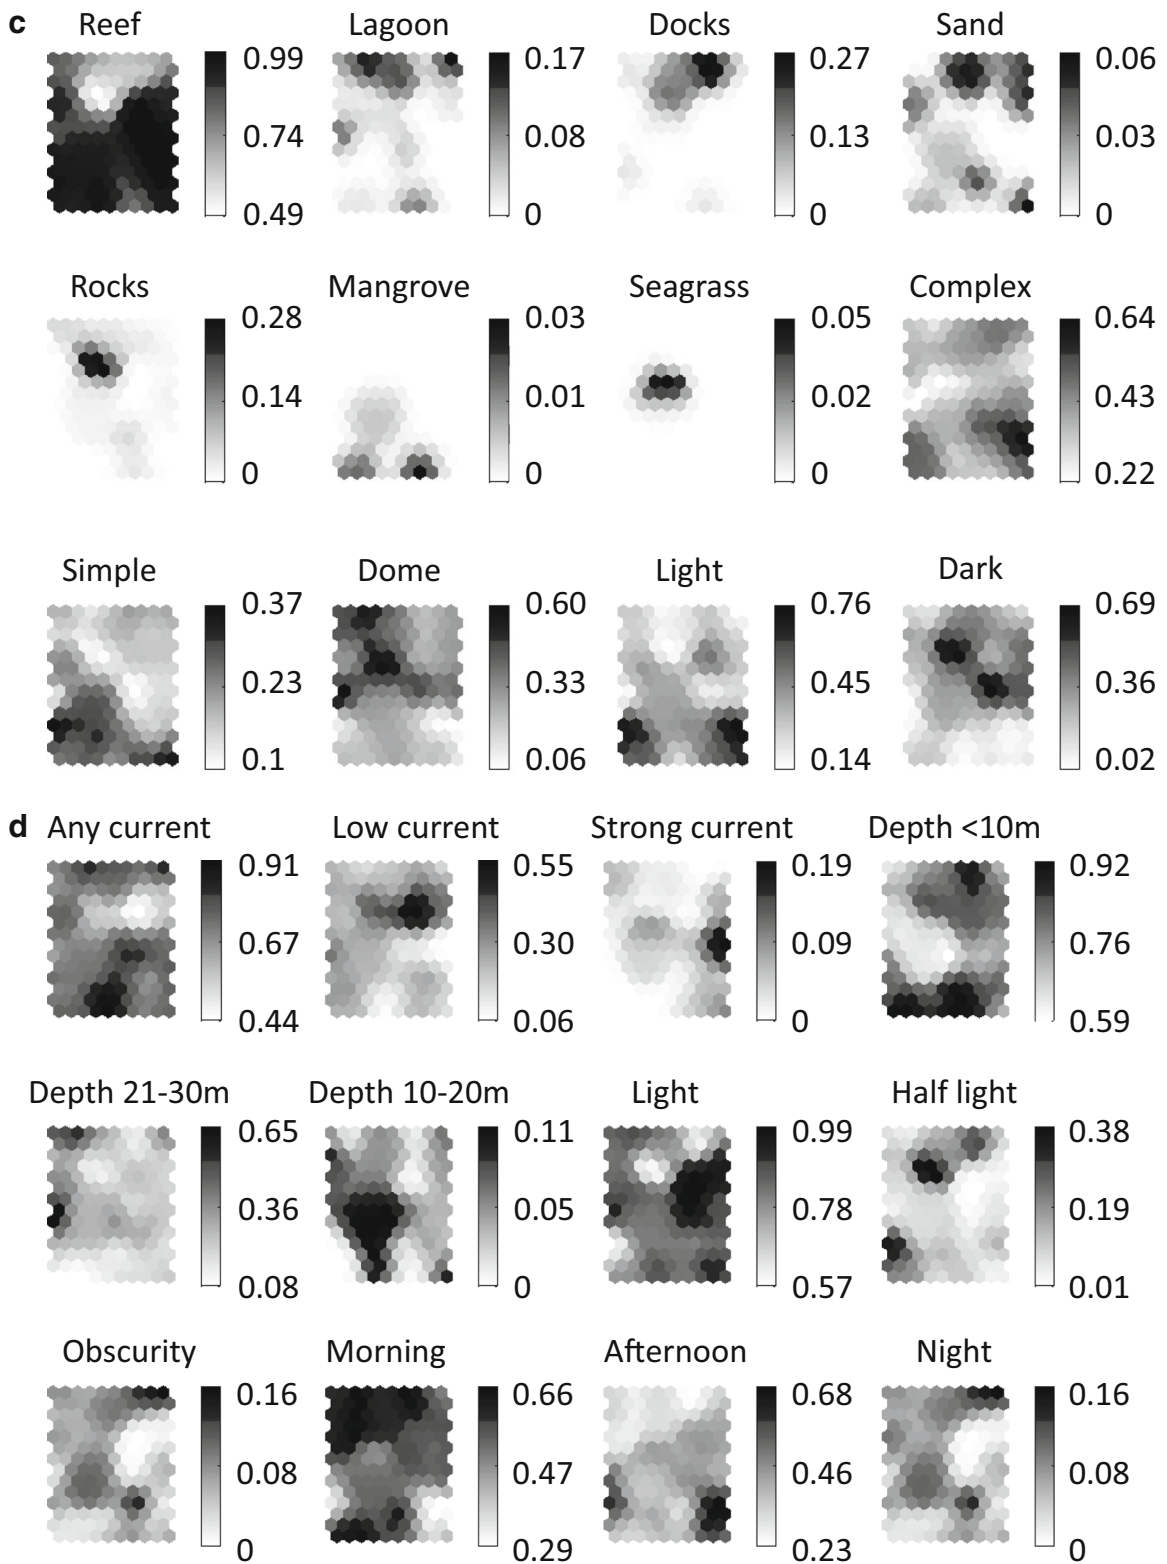 c Reef Lagoon Docks Sand
0.99 0.17 0.27 0.06
0.74 0.08 0.13 0.03
0.49 0 0 0
Rocks Mangrove Seagrass Complex
0.28 0.03 0.05 0.64
0.14 0.01 0.02 0.43
0 0 0 0.22
Simple Dome Light Dark
0.37 0.60 0.76 0.69
0.23 0.33 0.45 0.36
0.1 0.06 0.14 0.02
d Any current Low current Strong current Depth <10m
0.91 0.55 0.19 0.92
0.67 0.30 0.09 0.76
0.44 0.06 0 0.59
Depth 21-30m Depth 10-20m Light Half light
0.65 0.11 0.99 0.38
0.36 0.05 0.78 0.19
0.08 0 0.57 0.01
Obscurity Morning Afternoon Night
0.16 0.66 0.68 0.16
0.08 0.47 0.46 0.08
0 0.29 0.23 0